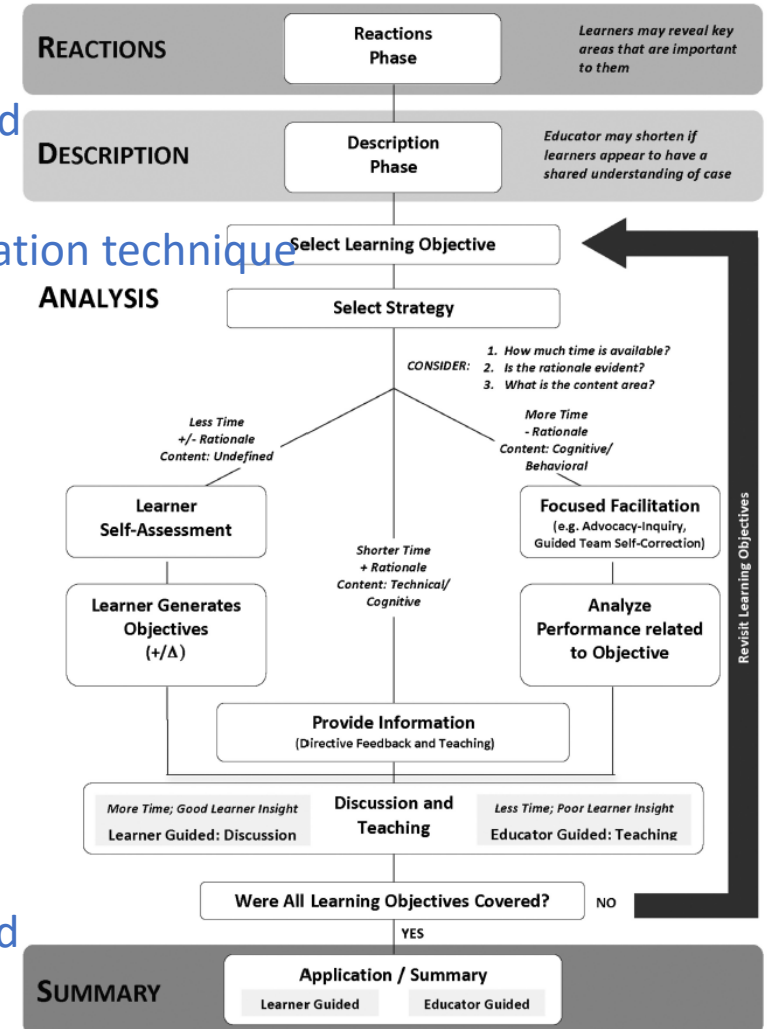 REACTIONS
Reactions
Phase
Learners may reveal key
areas that are important
to them
d
DESCRIPTION
Description
Phase
Educator may shorten if
learners appear to have a
shared understanding of case
ation technique
Select Learning Objective
ANALYSIS
Select Strategy
CONSIDER:
1. How much time is available?
2. Is the rationale evident?
3. What is the content area?
Less Time
+/- Rationale
Content: Undefined
More Time
- Rationale
Content: Cognitive/
Behavioral
Learner
Self-Assessment
Focused Facilitation
(e.g. Advocacy-Inquiry,
Guided Team Self-Correction)
Shorter Time
+ Rationale
Content: Technical/
Cognitive
Learner Generates
Objectives
(+/Δ)
Analyze
Performance related
to Objective
Revisit Learning Objectives
Provide Information
(Directive Feedback and Teaching)
More Time; Good Learner Insight
Learner Guided: Discussion
Discussion and
Teaching
Less Time; Poor Learner Insight
Educator Guided: Teaching
Were All Learning Objectives Covered?
NO
YES
d
SUMMARY
Application / Summary
Learner Guided
Educator Guided